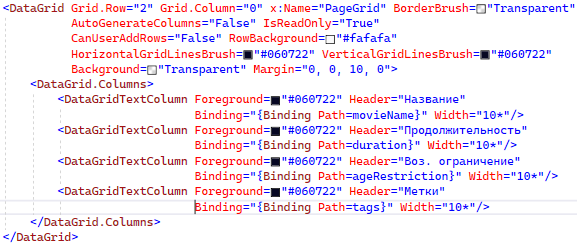 <DataGrid Grid.Row="2" Grid.Column="0" x:Name="PageGrid" BorderBrush="Transparent"
AutoGenerateColumns="False" IsReadOnly="True"
CanUserAddRows="False" RowBackground="#fafafa"
HorizontalGridLinesBrush="#060722" VerticalGridLinesBrush="#060722"
Background="Transparent" Margin="0, 0, 10, 0">
<DataGrid.Columns>
<DataGridTextColumn Foreground="#060722" Header="Название"
Binding="{Binding Path=movieName}" Width="10*"/>
<DataGridTextColumn Foreground="#060722" Header="Продолжительность"
Binding="{Binding Path=duration}" Width="10*"/>
<DataGridTextColumn Foreground="#060722" Header="Воз. ограничение"
Binding="{Binding Path=ageRestriction}" Width="10*"/>
<DataGridTextColumn Foreground="#060722" Header="Метки"
Binding="{Binding Path=tags}" Width="10*"/>
</DataGrid.Columns>
</DataGrid>